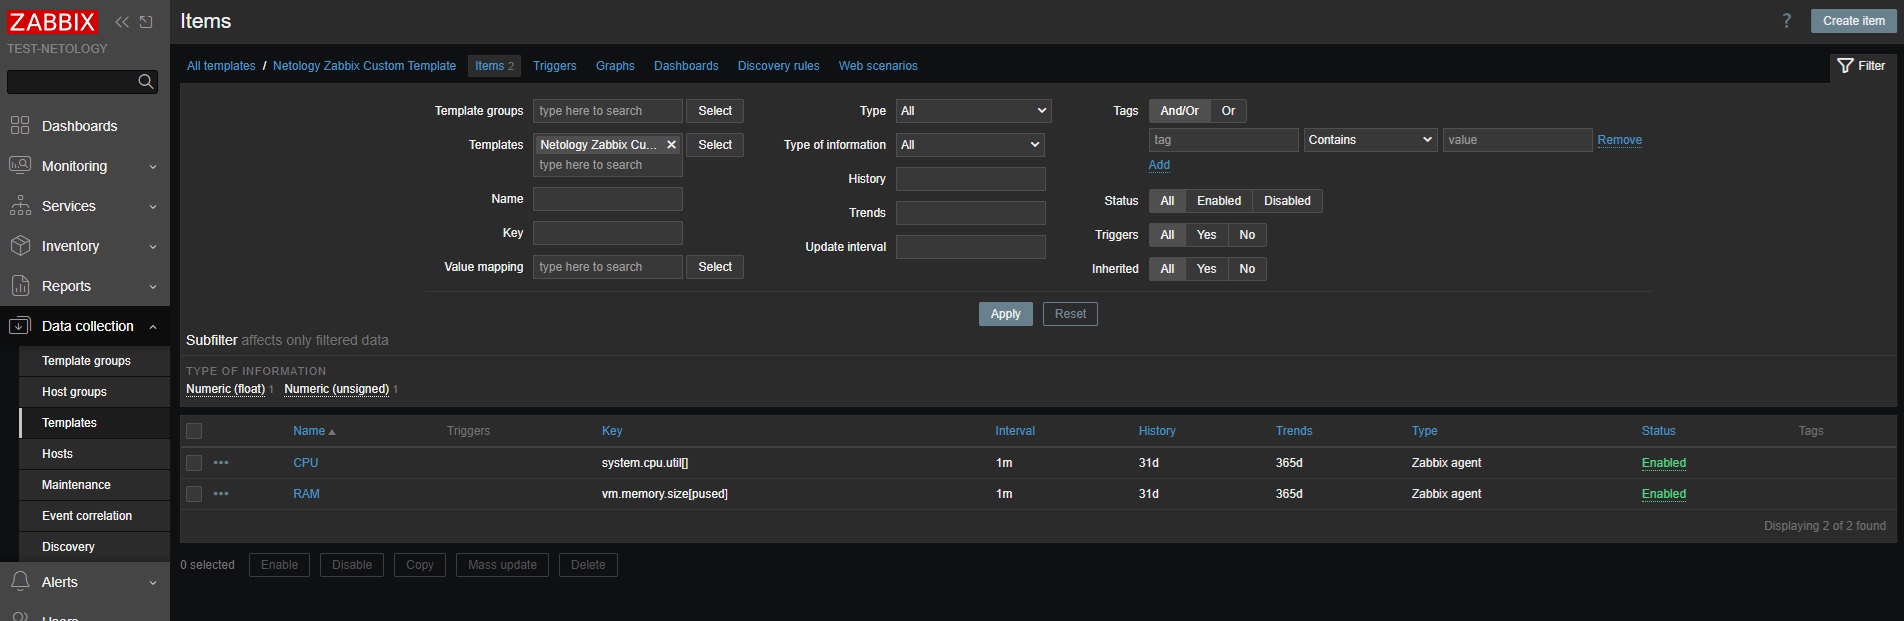 ZABBIX
TEST-NETOLOGY
Dashboards
Monitoring
Services
Inventory
Reports
Data collection
Template groups
Host groups
Templates
Hosts
Maintenance
Event correlation
Discovery
Alerts
Users
Items
? Create item
All templates / Netology Zabbix Custom Template Items 2 Triggers Graphs Dashboards Discovery rules Web scenarios
Filter
Template groups type here to search Select
Templates Netology Zabbix Cu... Select
type here to search
Name
Key
Value mapping type here to search Select
Type All
Type of information All
History
Trends
Update interval
Tags And/Or Or
tag Contains value Remove
Add
Status All Enabled Disabled
Triggers All Yes No
Inherited All Yes No
Apply Reset
Subfilter affects only filtered data
TYPE OF INFORMATION
Numeric (float) 1 Numeric (unsigned) 1
Name Triggers Key Interval History Trends Type Status Tags
CPU system.cpu.util[] 1m 31d 365d Zabbix agent Enabled
RAM vm.memory.size[pused] 1m 31d 365d Zabbix agent Enabled
Displaying 2 of 2 found
0 selected Enable Disable Copy Mass update Delete